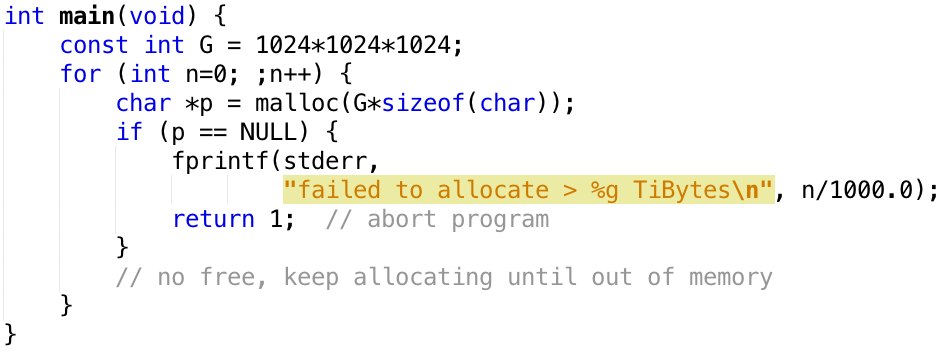 int main(void) {
    const int G = 1024*1024*1024;
    for (int n=0; ;n++) {
        char *p = malloc(G*sizeof(char));
        if (p == NULL) {
            fprintf(stderr,
                    "failed to allocate > %g TiBytes\n", n/1000.0);
            return 1;  // abort program
        }
        // no free, keep allocating until out of memory
    }
}